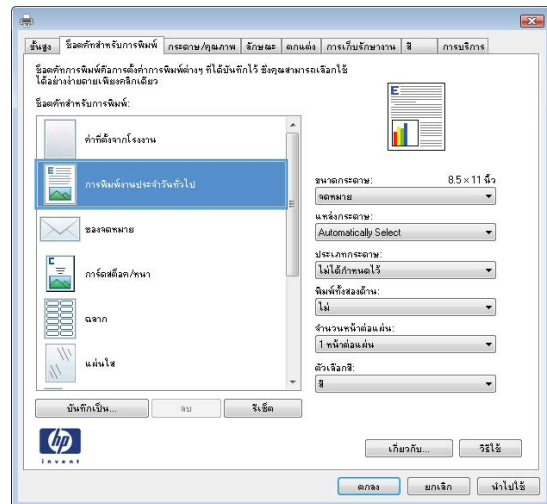 ขั้นสูง
ช็อตคัทสำหรับการพิมพ์
กระดาษ/คุณภาพ
ลักษณะ
ตกแต่ง
การเก็บรักษางาน
สี
การบริการ
ช็อตคัทการพิมพ์คือการตั้งค่าการพิมพ์ต่างๆ ที่ได้บันทึกไว้ ซึ่งคุณสามารถเลือกใช้
ได้อย่างง่ายดายเพียงคลิกเดียว
ช็อตคัทสำหรับการพิมพ์:
ค่าที่ตั้งจากโรงงาน
การพิมพ์งานประจำวันทั่วไป
ซองจดหมาย
การ์ดสต็อค/หนา
ฉลาก
แผ่นใส
ขนาดกระดาษ: 8.5 × 11 นิ้ว
จดหมาย
แหล่งกระดาษ:
Automatically Select
ประเภทกระดาษ:
ไม่ได้กำหนดไว้
พิมพ์ทั้งสองด้าน:
ไม่
จำนวนหน้าต่อแผ่น:
1 หน้าต่อแผ่น
ตัวเลือกสี:
สี
บันทึกเป็น...
ลบ
รีเซ็ต
hp
invent
เกี่ยวกับ...
วิธีใช้
ตกลง
ยกเลิก
นำไปใช้